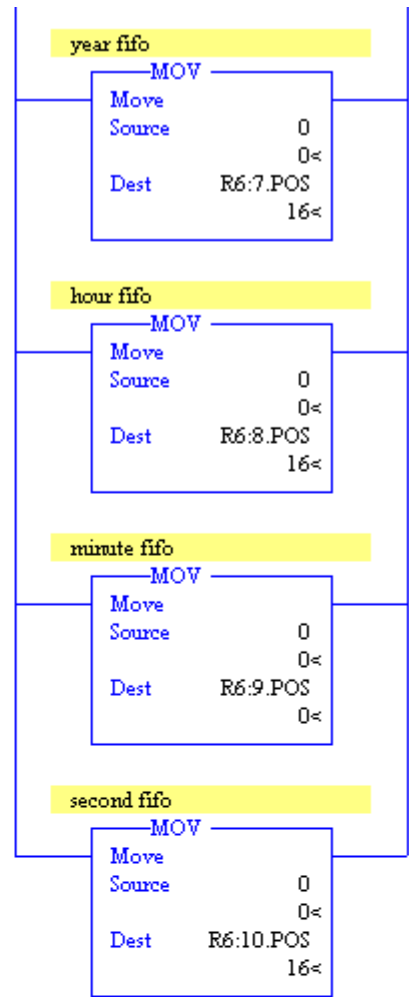 year fifo
MOV
Move
Source 0
0<
Dest R6:7.POS
16<
hour fifo
MOV
Move
Source 0
0<
Dest R6:8.POS
16<
minute fifo
MOV
Move
Source 0
0<
Dest R6:9.POS
0<
second fifo
MOV
Move
Source 0
0<
Dest R6:10.POS
16<